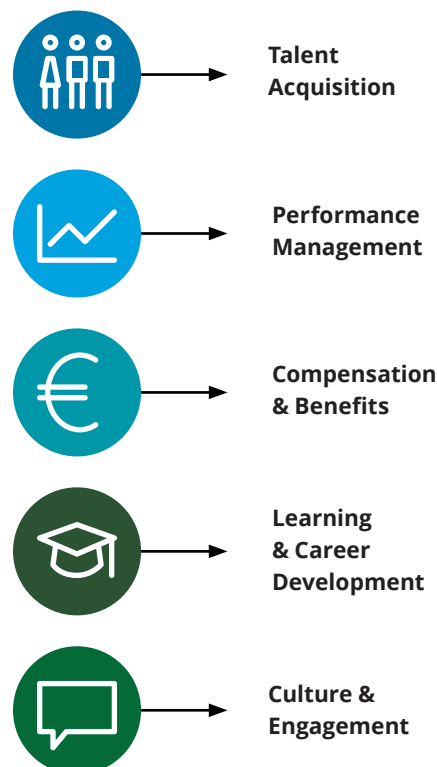 Talent
Acquisition
Performance
Management
Compensation
& Benefits
Learning
& Career
Development
Culture &
Engagement